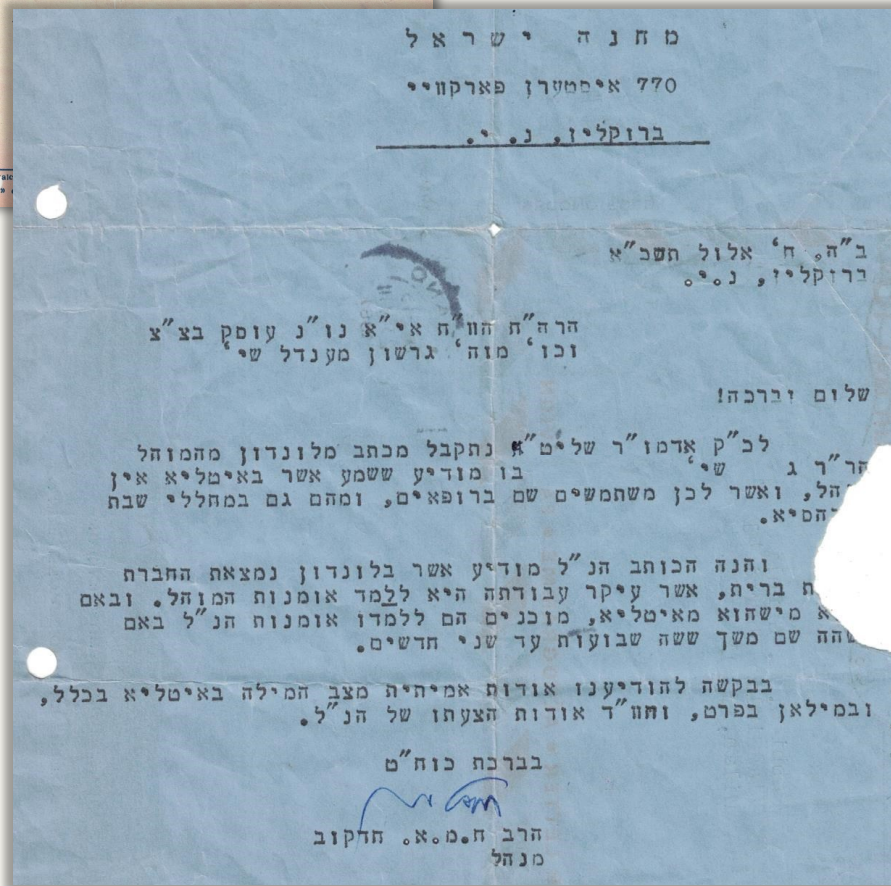 מחנה ישראל
770 איסטערן פארקוויי
ברוקלין, נ. י.
ב"ה. ח' אלול תשכ"א
ברוקלין, נ.י.
הרה"ח הוו"ח אי"א נו"נ עוסק בצ"צ
וכו' מוה' גרשון מענדל שי'
שלום וברכה!
לכ"ק אדמו"ר שליט"א נתקבל מכתב מלונדון מהמוהל
הר"ר ג שי' בו מודיע ששמע אשר באיטליא אין
ואשר לכן משתמשים שם ברופאים, ומהם גם במחללי שבת
והנה הכותב הנ"ל מודיע אשר בלונדון נמצאת החברת
ברית, אשר עיקר עבודתה היא ללמד אומנות המוהל. ובאם
מישהוא מאיטליא, מוכנים הם ללמדו אומנות הנ"ל באם
שם משך ששה שבועות עד שני חדשים.
בבקשה להודיענו אודות אמיתית מצב המילה באיטליא בכלל,
ובמילאן בפרט, וחוו"ד אודות הצעתו של הנ"ל.
בברכת כוח"ט
הרב ח.מ.א. חדקוב
מנהל